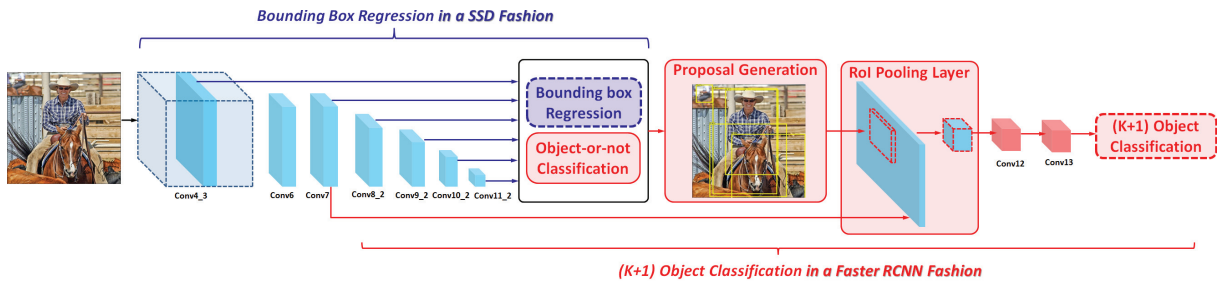 Bounding Box Regression in a SSD Fashion
Proposal Generation
RoI Pooling Layer
Bounding box
Regression
Object-or-not
Classification
(K+1) Object
Classification
Conv4_3
Conv6
Conv7
Conv8_2
Conv9_2
Conv10_2
Conv11_2
Conv12
Conv13
(K+1) Object Classification in a Faster RCNN Fashion